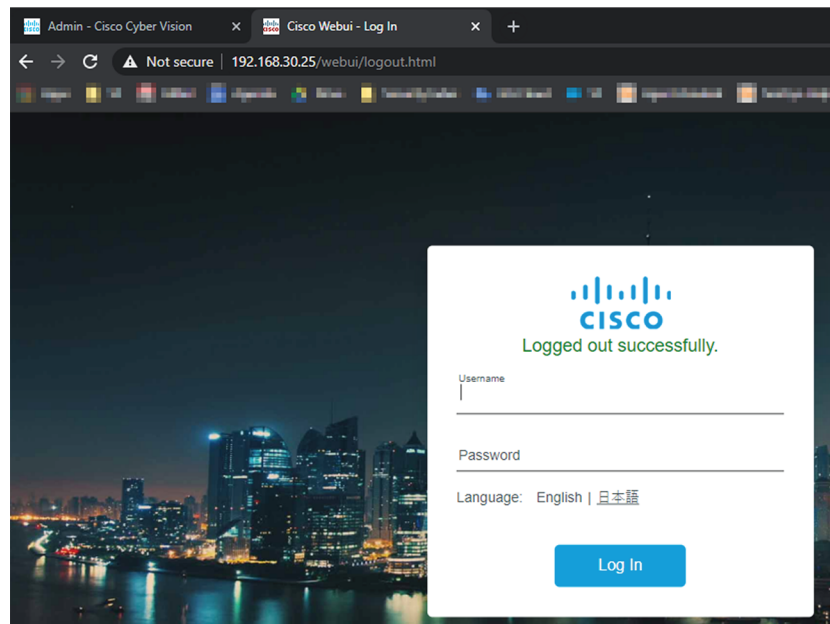 Admin - Cisco Cyber Vision
Cisco Webui - Log In
Not secure | 192.168.30.25/webui/logout.html
CISCO
Logged out successfully.
Username
Password
Language: English | 日本語
Log In